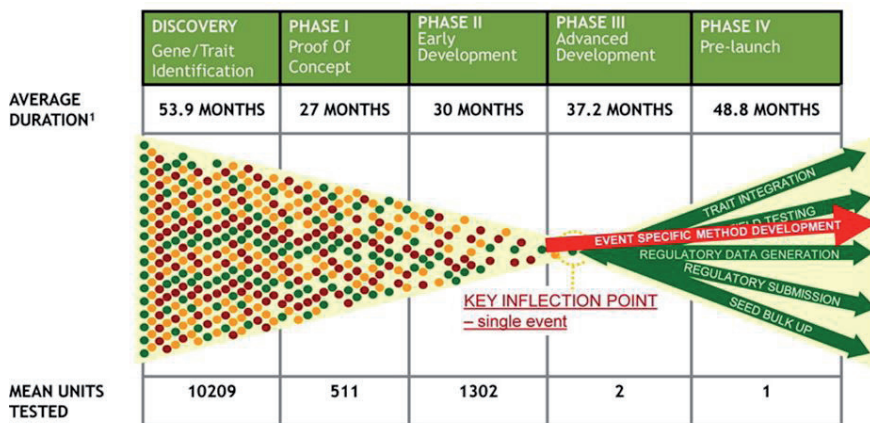 DISCOVERY
Gene/Trait
Identification
PHASE I
Proof Of
Concept
PHASE II
Early
Development
PHASE III
Advanced
Development
PHASE IV
Pre-launch
AVERAGE
DURATION¹
53.9 MONTHS
27 MONTHS
30 MONTHS
37.2 MONTHS
48.8 MONTHS
TRAIT INTEGRATION
TESTING
EVENT SPECIFIC METHOD DEVELOPMENT
REGULATORY DATA GENERATION
REGULATORY SUBMISSION
SEED BULK UP
KEY INFLECTION POINT
– single event
MEAN UNITS
TESTED
10209
511
1302
2
1